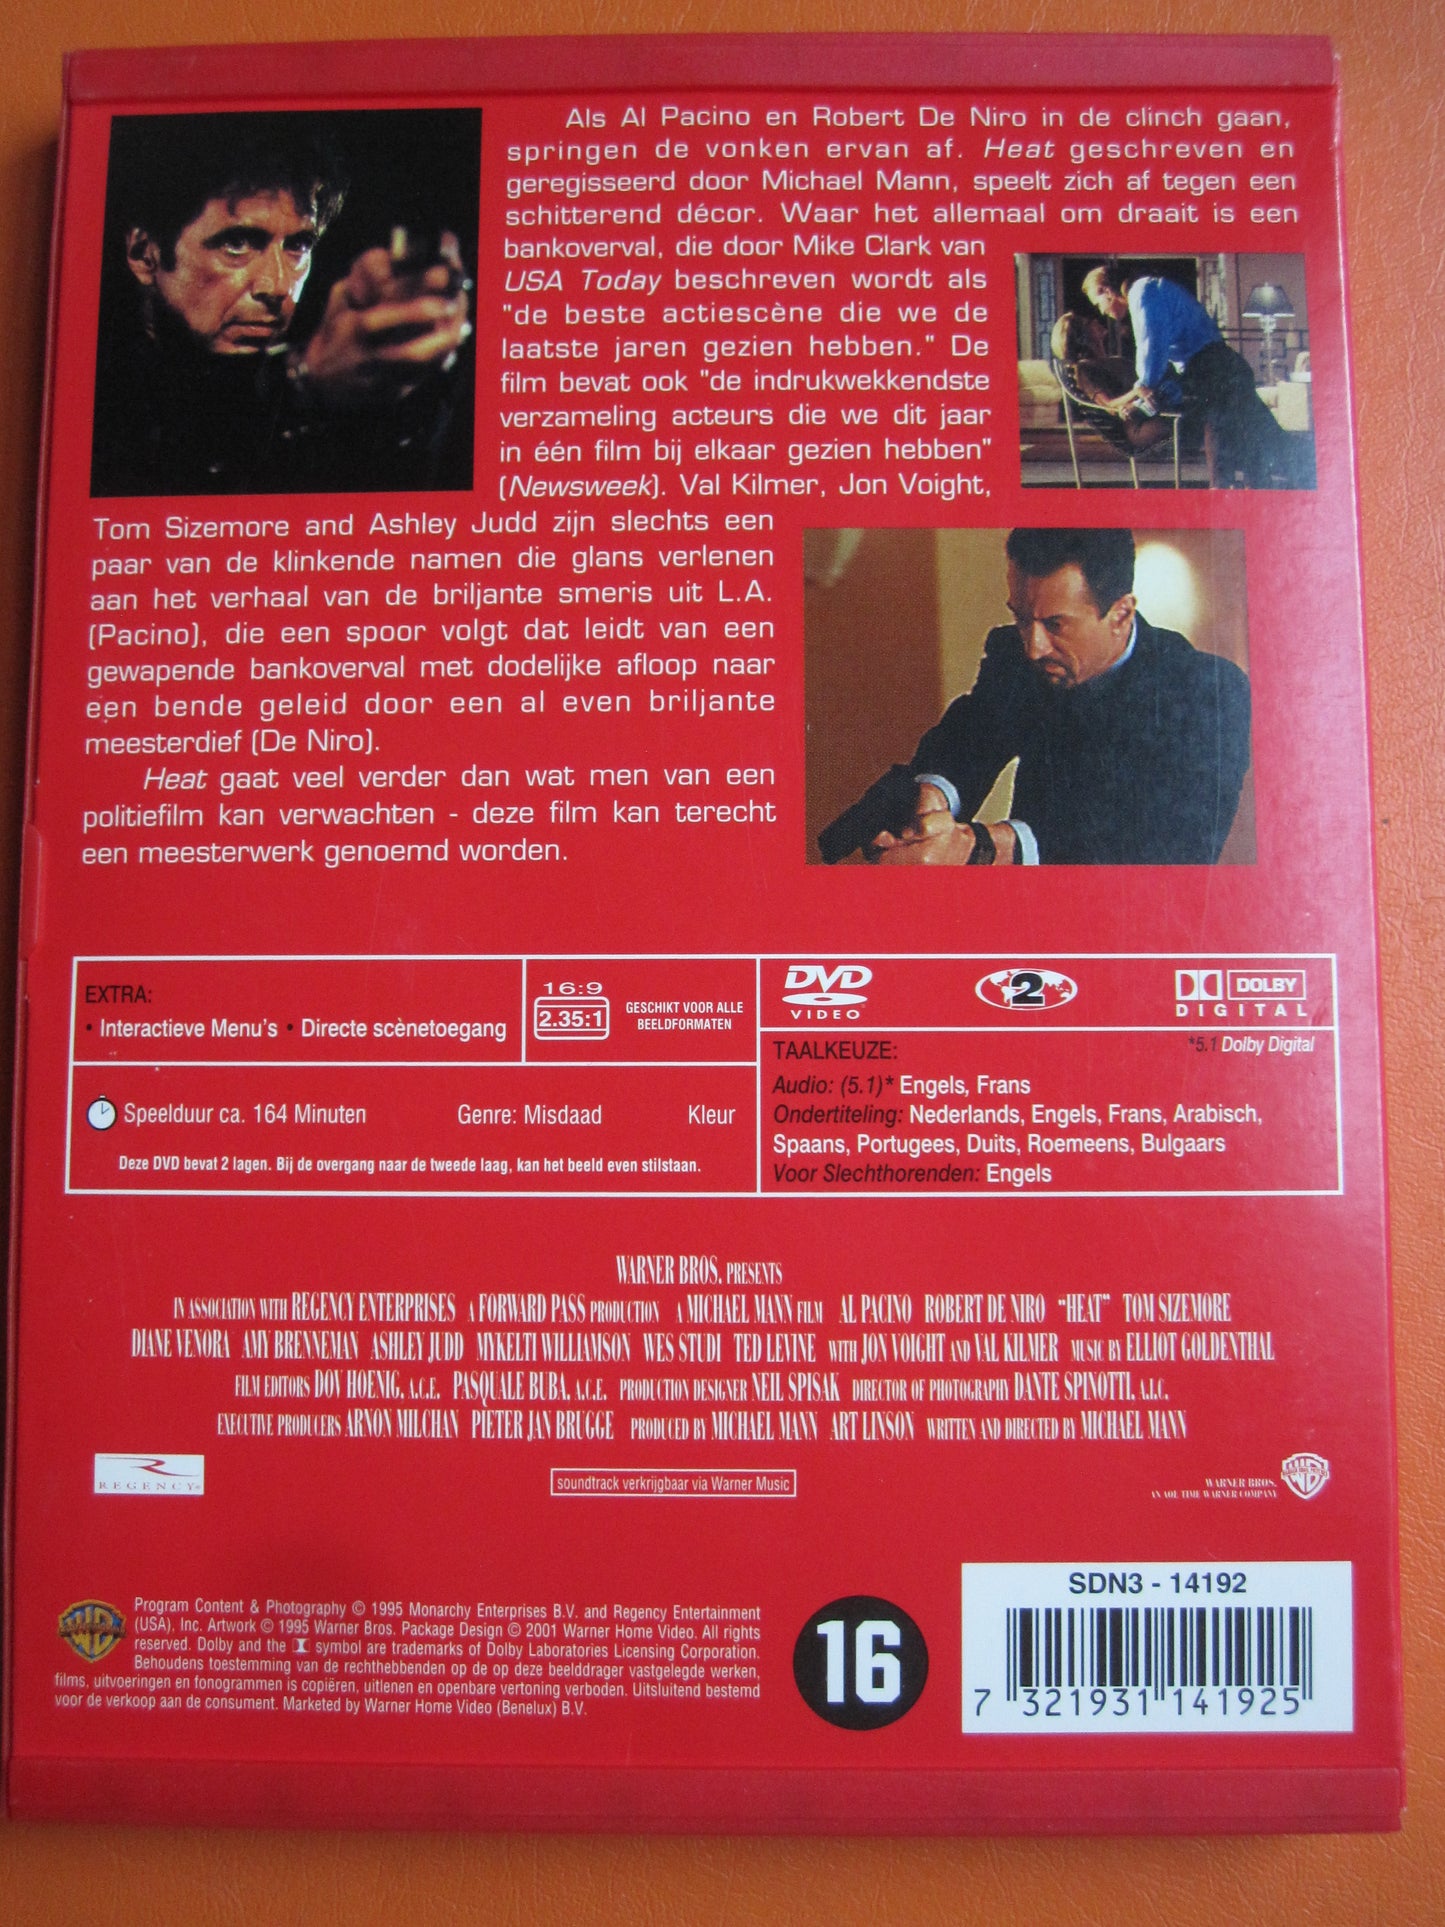 Als Al Pacino en Robert De Niro in de clinch gaan,
springen de vonken ervan af. Heat geschreven en
geregisseerd door Michael Mann, speelt zich af tegen een
schitterend décor. Waar het allemaal om draait is een
bankoverval, die door Mike Clark van
USA Today beschreven wordt als
"de beste actiescène die we de
laatste jaren gezien hebben." De
film bevat ook "de indrukwekkendste
verzameling acteurs die we dit jaar
in één film bij elkaar gezien hebben"
(Newsweek). Val Kilmer, Jon Voight,
Tom Sizemore and Ashley Judd zijn slechts een
paar van de klinkende namen die glans verlenen
aan het verhaal van de briljante smeris uit L.A.
(Pacino), die een spoor volgt dat leidt van een
gewapende bankoverval met dodelijke afloop naar
een bende geleid door een al even briljante
meesterdief (De Niro).
Heat gaat veel verder dan wat men van een
politiefilm kan verwachten - deze film kan terecht
een meesterwerk genoemd worden.
EXTRA:
• Interactieve Menu's • Directe scènetoegang
16:9
2.35:1
GESCHIKT VOOR ALLE
BEELDFORMATEN
Speelduur ca. 164 Minuten Genre: Misdaad Kleur
Deze DVD bevat 2 lagen. Bij de overgang naar de tweede laag, kan het beeld even stilstaan.
DVD
VIDEO
2
DOLBY
DIGITAL
TAALKEUZE: *5.1 Dolby Digital
Audio: (5.1)* Engels, Frans
Ondertiteling: Nederlands, Engels, Frans, Arabisch,
Spaans, Portugees, Duits, Roemeens, Bulgaars
Voor Slechthorenden: Engels
WARNER BROS. PRESENTS
IN ASSOCIATION WITH REGENCY ENTERPRISES A FORWARD PASS PRODUCTION A MICHAEL MANN FILM AL PACINO ROBERT DE NIRO "HEAT" TOM SIZEMORE
DIANE VENORA AMY BRENNEMAN ASHLEY JUDD MYKELTI WILLIAMSON WES STUDI TED LEVINE WITH JON VOIGHT AND VAL KILMER MUSIC BY ELLIOT GOLDENTHAL
FILM EDITORS DOV HOENIG, A.C.E. PASQUALE BUBA, A.C.E. PRODUCTION DESIGNER NEIL SPISAK DIRECTOR OF PHOTOGRAPHY DANTE SPINOTTI, A.I.C.
EXECUTIVE PRODUCERS ARNON MILCHAN PIETER JAN BRUGGE PRODUCED BY MICHAEL MANN ART LINSON WRITTEN AND DIRECTED BY MICHAEL MANN
REGENCY®
soundtrack verkrijgbaar via Warner Music
WARNER BROS.
AN AOL TIME WARNER COMPANY
Program Content & Photography © 1995 Monarchy Enterprises B.V. and Regency Entertainment
(USA), Inc. Artwork © 1995 Warner Bros. Package Design © 2001 Warner Home Video. All rights
reserved. Dolby and the symbol are trademarks of Dolby Laboratories Licensing Corporation.
Behoudens toestemming van de rechthebbenden op de op deze beelddrager vastgelegde werken,
films, uitvoeringen en fonogrammen is copiëren, uitlenen en openbare vertoning verboden. Uitsluitend bestemd
voor de verkoop aan de consument. Marketed by Warner Home Video (Benelux) B.V.
16
SDN3 - 14192
7 321931 141925